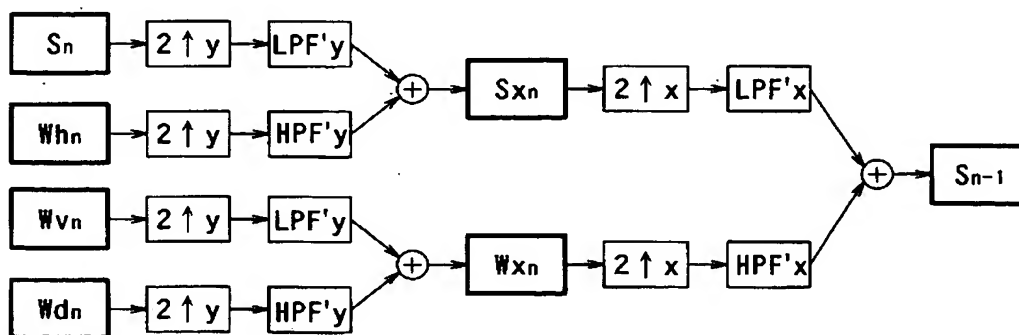 Sn 2↑y LPF'y
Sxn 2↑x LPF'x
Whn 2↑y HPF'y
Sn-1
Wvn 2↑y LPF'y
Wxn 2↑x HPF'x
Wdn 2↑y HPF'y